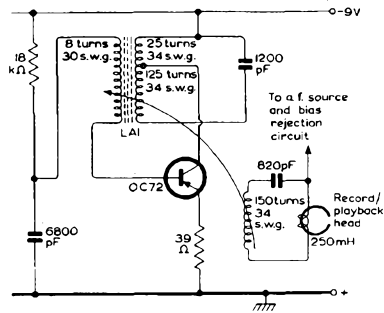 -9V
18
kΩ
8 turns
30 s.w.g.
25 turns
34 s.w.g.
125 turns
34 s.w.g.
1200
pF
LA1
OC72
To a.f. source
and bias
rejection
circuit
820pF
150turns
34
s.w.g.
Record/
playback
head
250mH
6800
pF
39
Ω
+